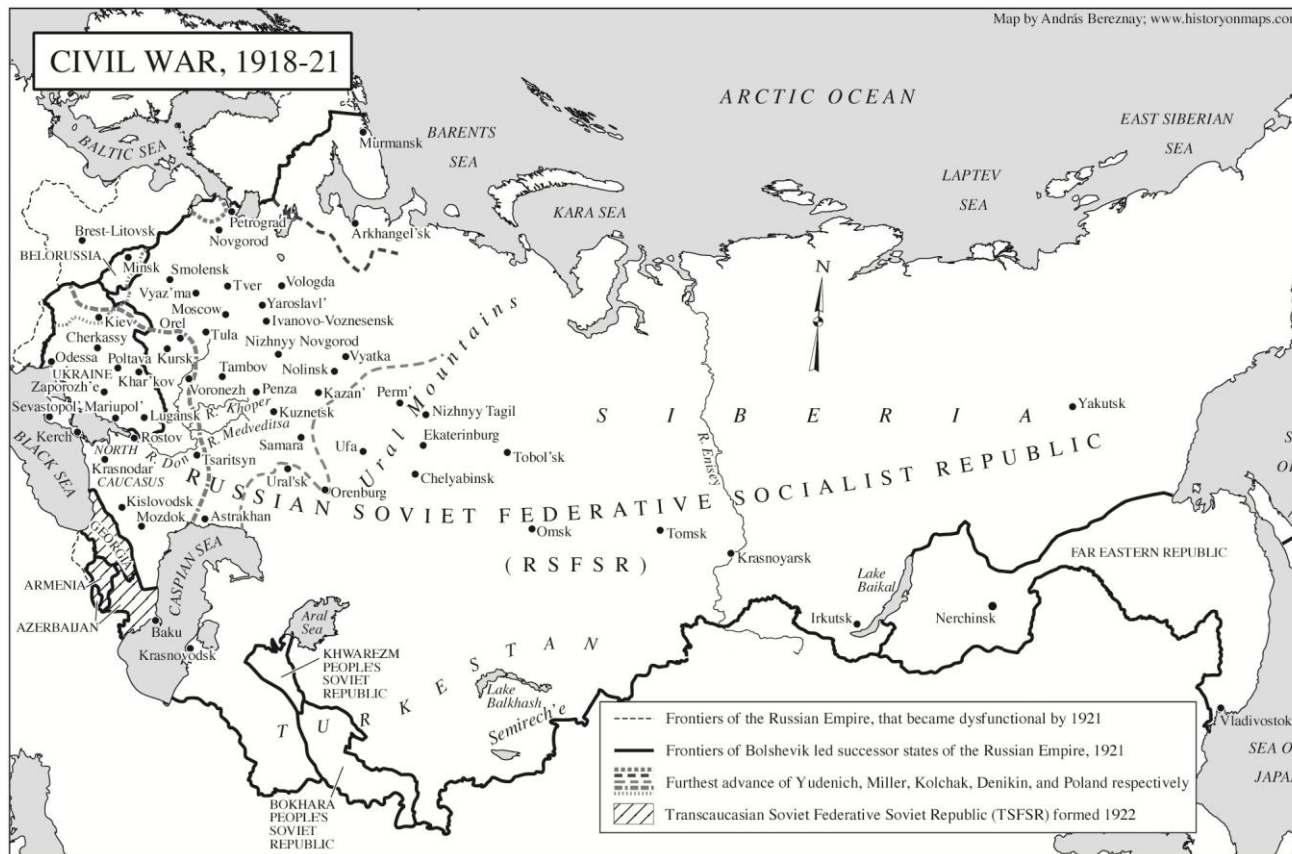 Map by András Bereznay; www.historyonmaps.com
CIVIL WAR, 1918-21
ARCTIC OCEAN
EAST SIBERIAN
SEA
BARENTS
SEA
LAPTEV
SEA
KARA SEA
BALTIC SEA
Murmansk
Petrograd
Novgorod
Arkhangel'sk
Brest-Litovsk
BELORUSSIA
Minsk
Smolensk
Vyaz'ma
Tver
Vologda
Moscow
Yaroslavl'
Ivanovo-Voznesensk
N
Kiev
Orel
Tula
Cherkassy
Nizhnyy Novgorod
Vyatka
Odessa
Poltava
Kursk
Tambov
Nolinsk
UKRAINE
Khar'kov
Voronezh
Penza
Kazan'
Perm'
Ural Mountains
Zaporozh'e
Sevastopol'
Mariupol'
Lugansk
R. Khoper
Kuznetsk
Nizhnyy Tagil
SIBERIA
Yakutsk
R. Medveditsa
Kerch
Rostov
Samara
Ufa
Ekaterinburg
R. Enisey
BLACK SEA
NORTH
CAUCASUS
R. Don
Tsaritsyn
Tobol'sk
Krasnodar
Ural'sk
Orenburg
Chelyabinsk
RUSSIAN SOVIET FEDERATIVE SOCIALIST REPUBLIC
(RSFSR)
Kislovodsk
Mozdok
Astrakhan
Omsk
Tomsk
Krasnoyarsk
GEORGIA
CASPIAN SEA
FAR EASTERN REPUBLIC
Lake
Baikal
ARMENIA
AZERBAIJAN
Baku
Krasnovodsk
Aral
Sea
Irkutsk
Nerchinsk
KHWAREZM
PEOPLE'S
SOVIET
REPUBLIC
TURKESTAN
Lake
Balkhash
Semirech'e
BOKHARA
PEOPLE'S
SOVIET
REPUBLIC
Vladivostok
SEA O
JAPA
Frontiers of the Russian Empire, that became dysfunctional by 1921
Frontiers of Bolshevik led successor states of the Russian Empire, 1921
Furthest advance of Yudenich, Miller, Kolchak, Denikin, and Poland respectively
Transcaucasian Soviet Federative Soviet Republic (TSFSR) formed 1922